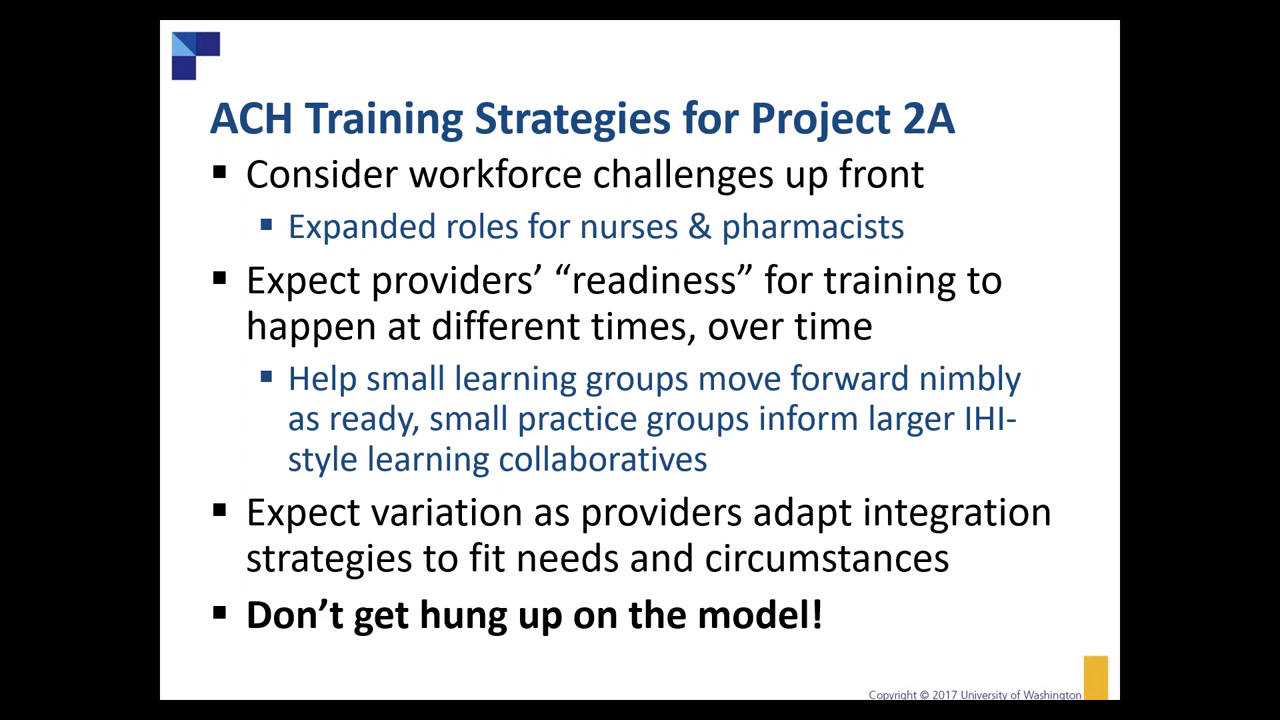 ACH Training Strategies for Project 2A
▪ Consider workforce challenges up front
▪ Expanded roles for nurses & pharmacists
▪ Expect providers’ “readiness” for training to
happen at different times, over time
▪ Help small learning groups move forward nimbly
as ready, small practice groups inform larger IHI-
style learning collaboratives
▪ Expect variation as providers adapt integration
strategies to fit needs and circumstances
▪ Don’t get hung up on the model!
Copyright © 2017 University of Washington